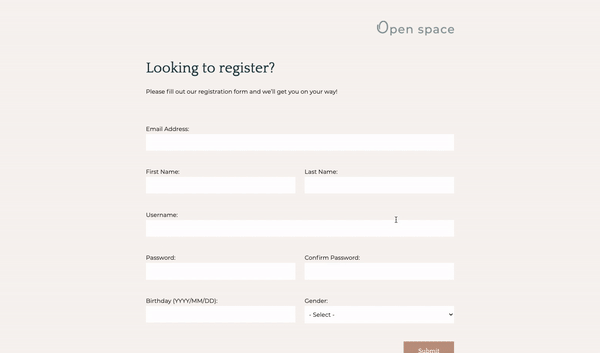 Open space
Looking to register?
Please fill out our registration form and we'll get you on your way!
Email Address:
First Name: Last Name:
Username:
Password: Confirm Password:
Birthday (YYYY/MM/DD): Gender:
- Select -
Submit